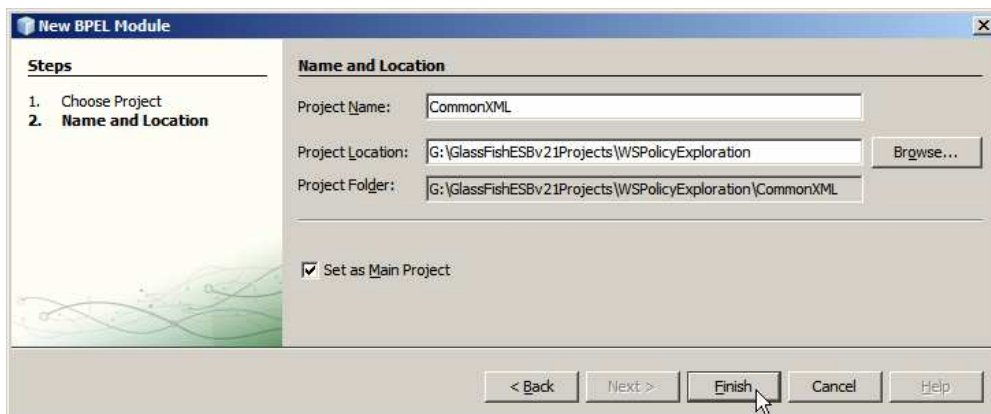 New BPEL Module
Steps
1. Choose Project
2. Name and Location
Name and Location
Project Name: CommonXML
Project Location: G:\GlassFishESBv21Projects\WSPolicyExploration Browse...
Project Folder: G:\GlassFishESBv21Projects\WSPolicyExploration\CommonXML
Set as Main Project
< Back Next > Finish Cancel Help